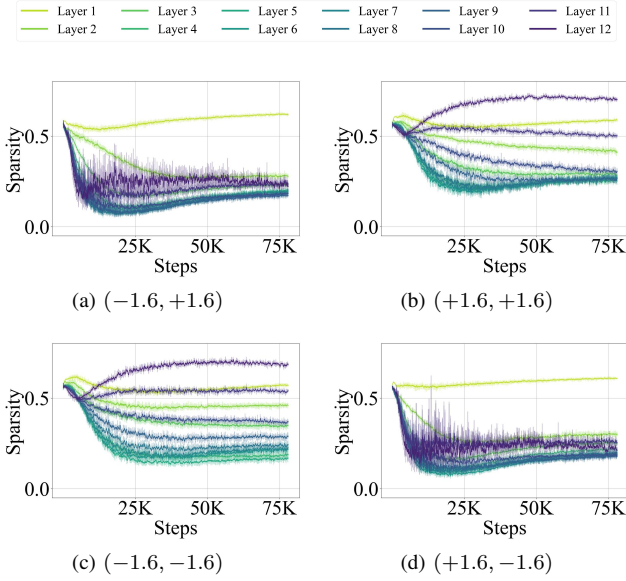 Layer 1 Layer 3 Layer 5 Layer 7 Layer 9 Layer 11
Layer 2 Layer 4 Layer 6 Layer 8 Layer 10 Layer 12
Sparsity
0.5
0.0
25K 50K 75K
Steps
(a) (−1.6, +1.6)
Sparsity
0.5
0.0
25K 50K 75K
Steps
(b) (+1.6, +1.6)
Sparsity
0.5
0.0
25K 50K 75K
Steps
(c) (−1.6, −1.6)
Sparsity
0.5
0.0
25K 50K 75K
Steps
(d) (+1.6, −1.6)